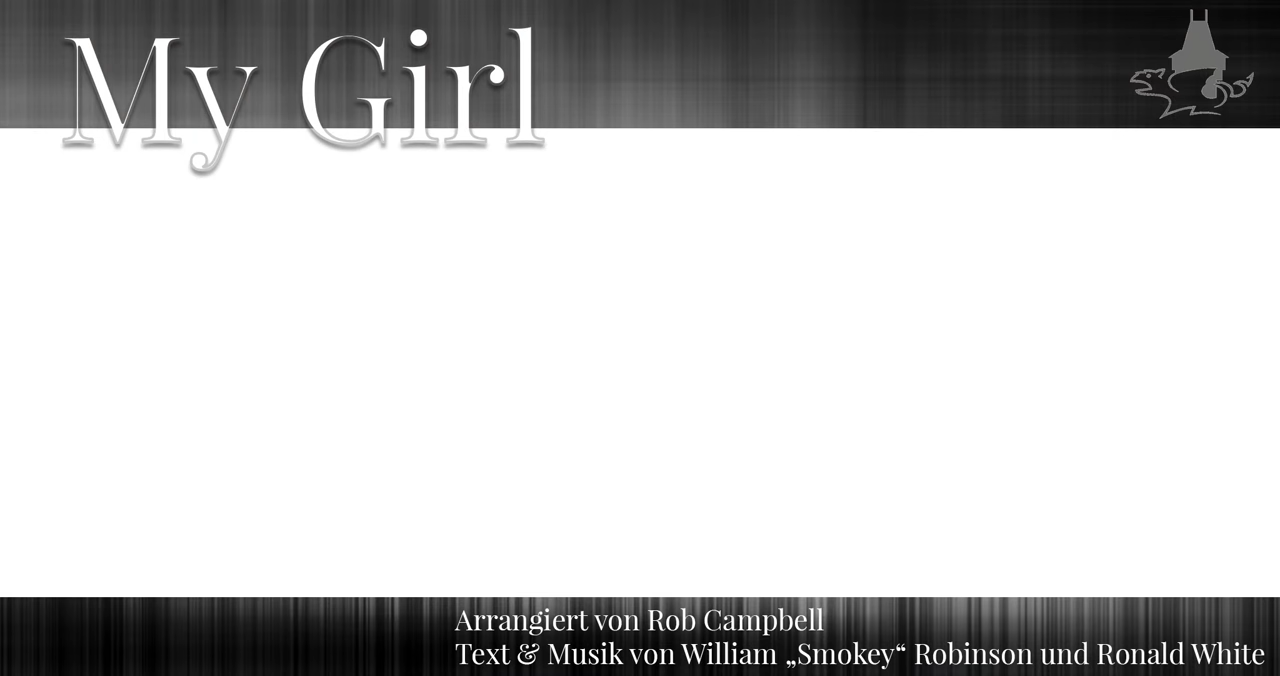 My Girl
Arrangiert von Rob Campbell
Text & Musik von William „Smokey“ Robinson und Ronald White